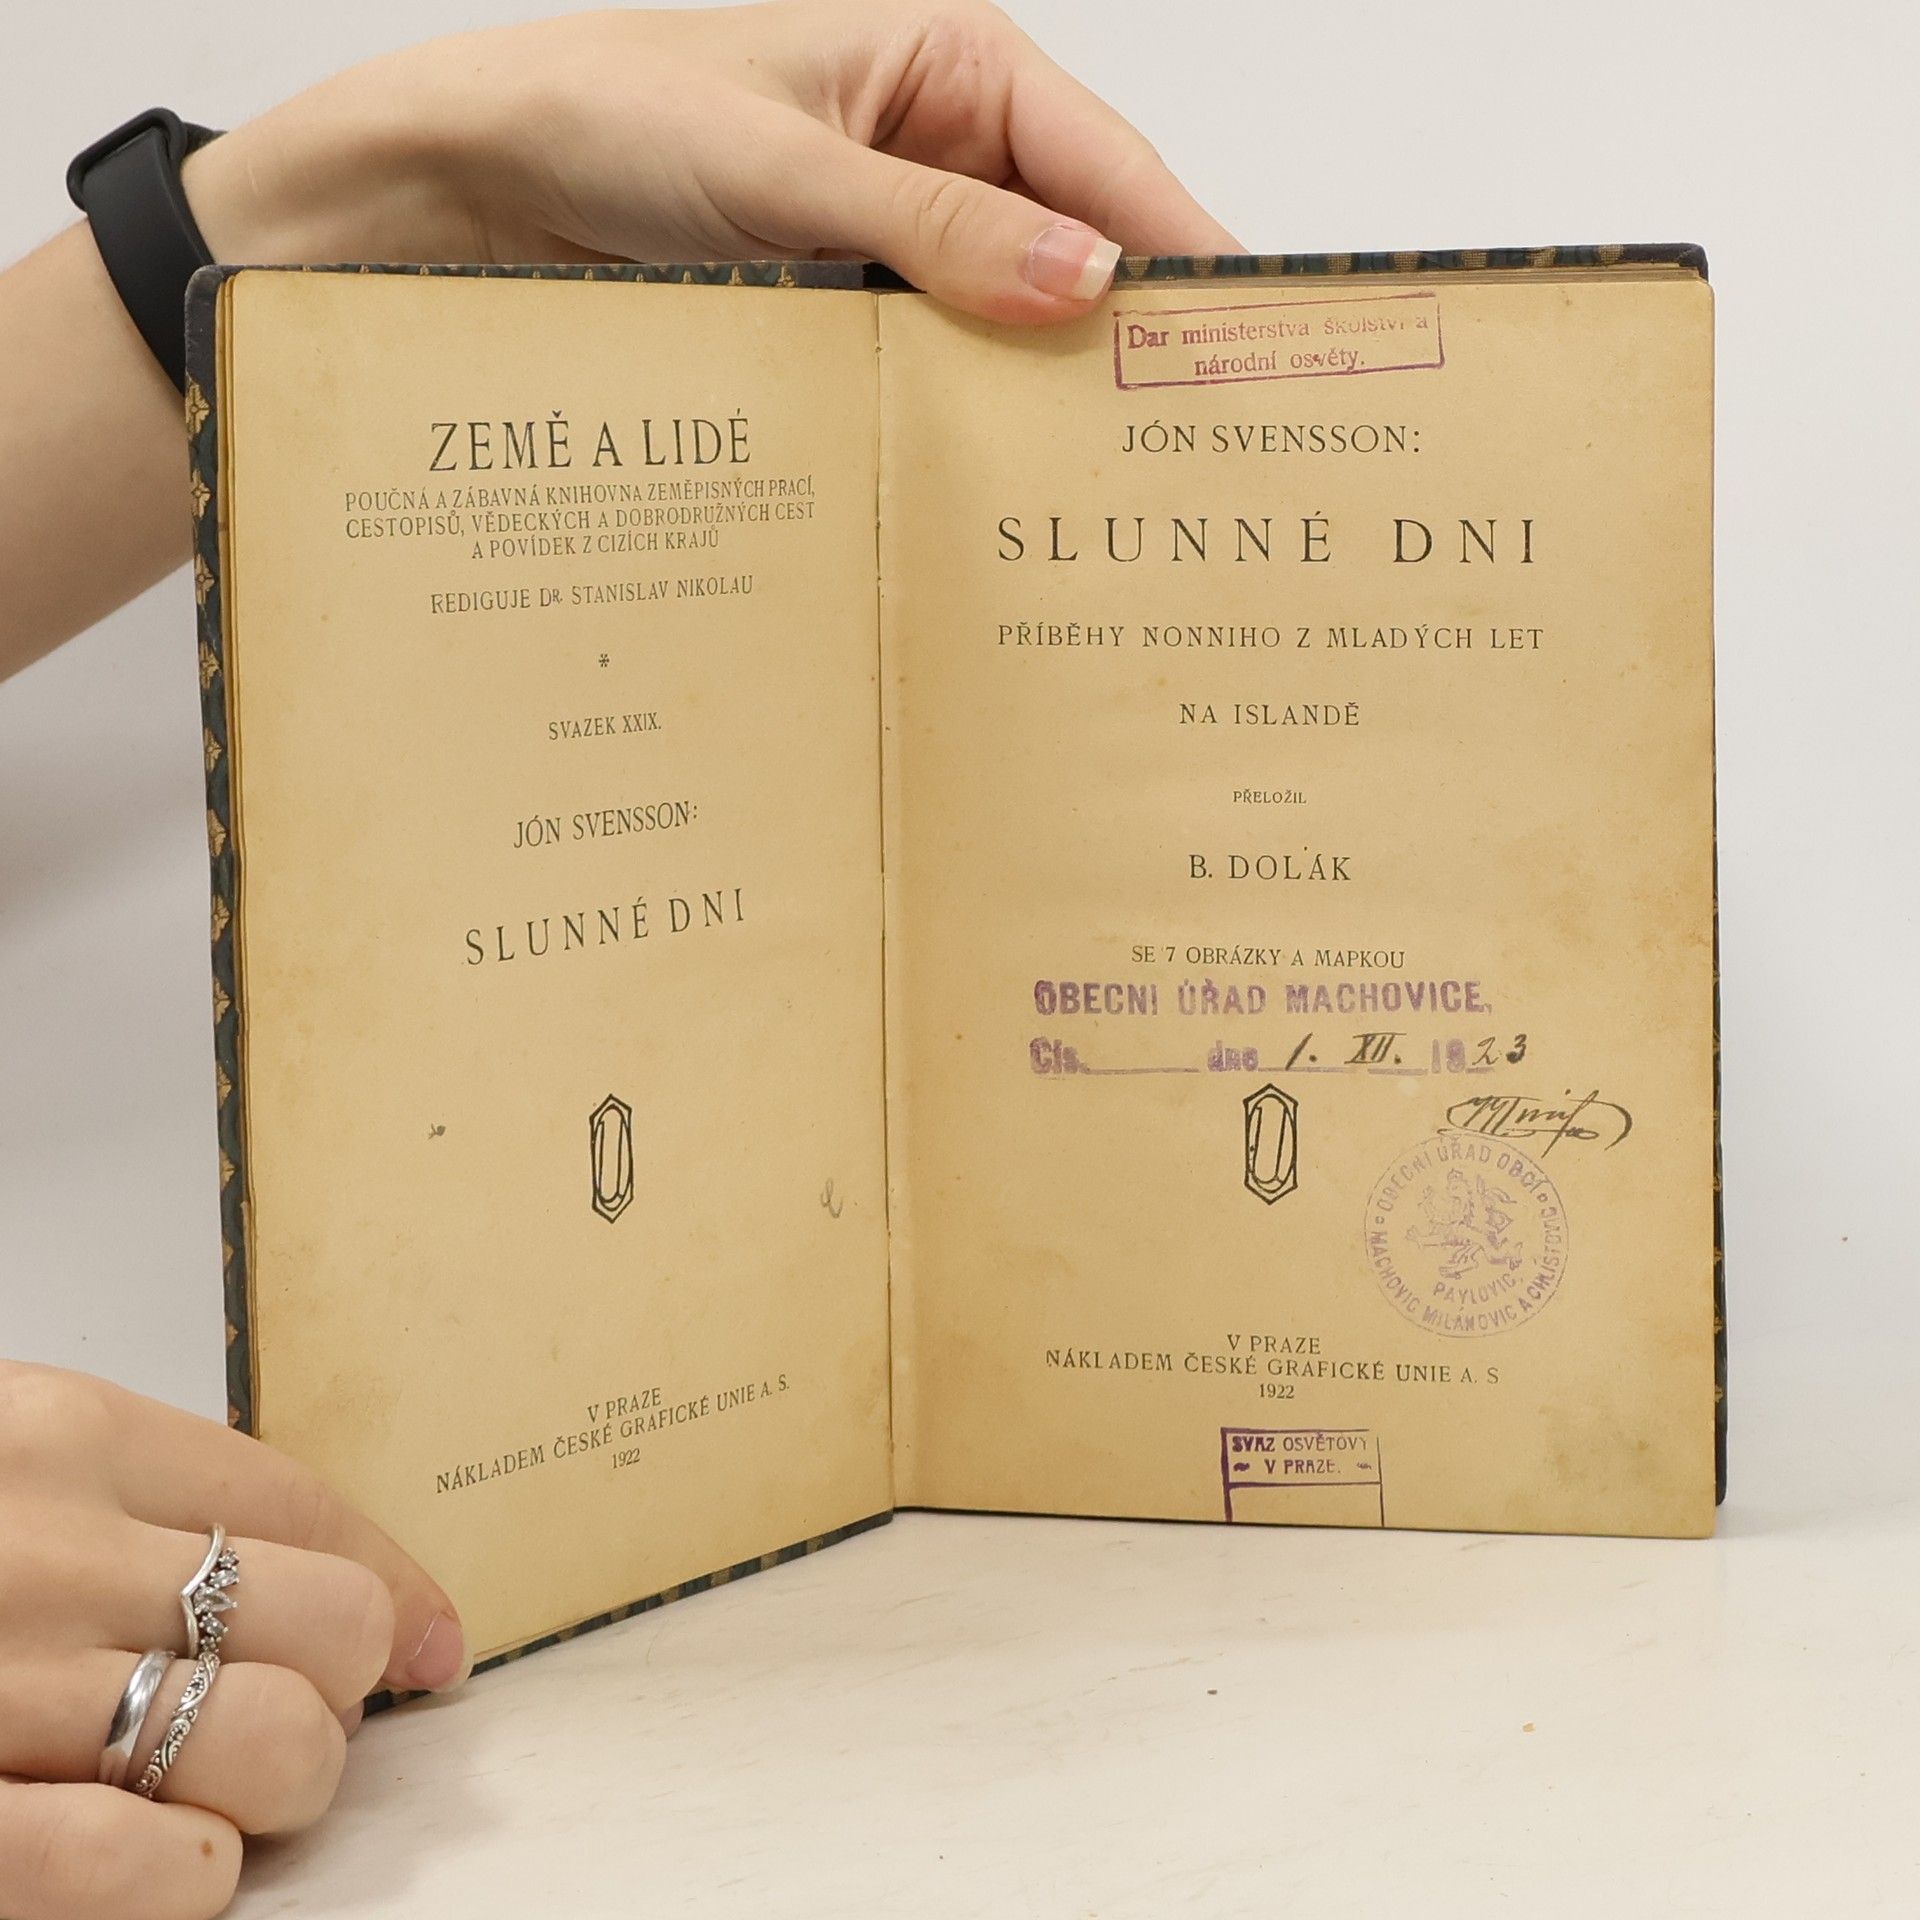 ZEMĚ A LIDÉ
POUČNÁ A ZÁBAVNÁ KNIHOVNA ZEMĚPISNÝCH PRACÍ,
CESTOPISŮ, VĚDECKÝCH A DOBRODRUŽNÝCH CEST
A POVÍDEK Z CIZÍCH KRAJŮ
REDIGUJE DR. STANISLAV NIKOLAU
*
SVAZEK XXIX.
JÓN SVENSSON:
SLUNNÉ DNI
V PRAZE
NÁKLADEM ČESKÉ GRAFICKÉ UNIE A. S.
1922
Dar ministerstva školství a
národní osvěty.
JÓN SVENSSON:
SLUNNÉ DNI
PŘÍBĚHY NONNIHO Z MLADÝCH LET
NA ISLANDĚ
PŘELOŽIL
B. DOLÁK
SE 7 OBRÁZKY A MAPKOU
OBECNI ÚŘAD MACHOVICE,
Čís. dne 1. XII. 1923
OBECNÍ ÚŘAD OBCÍ
MACHOVIC MILÁNOVIC A CHLÍSTOVIC
PAVLOVIC
V PRAZE
NÁKLADEM ČESKÉ GRAFICKÉ UNIE A. S
1922
SVAZ OSVĚTOVÝ
V PRAZE.